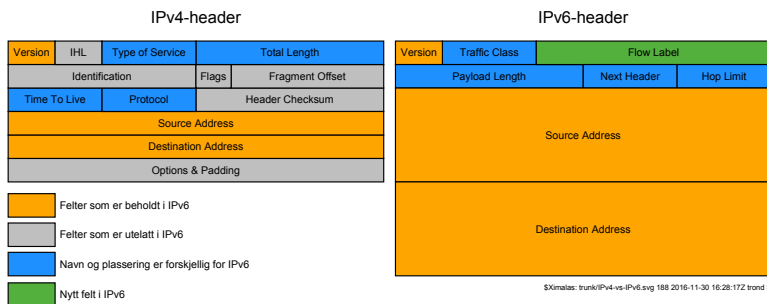 IPv4-header
Version IHL Type of Service Total Length
Identification Flags Fragment Offset
Time To Live Protocol Header Checksum
Source Address
Destination Address
Options & Padding
Felter som er beholdt i IPv6
Felter som er utelatt i IPv6
Navn og plassering er forskjellig for IPv6
Nytt felt i IPv6
IPv6-header
Version Traffic Class Flow Label
Payload Length Next Header Hop Limit
Source Address
Destination Address
$Ximalas: trunk/IPv4-vs-IPv6.svg 188 2016-11-30 16:28:17Z trond